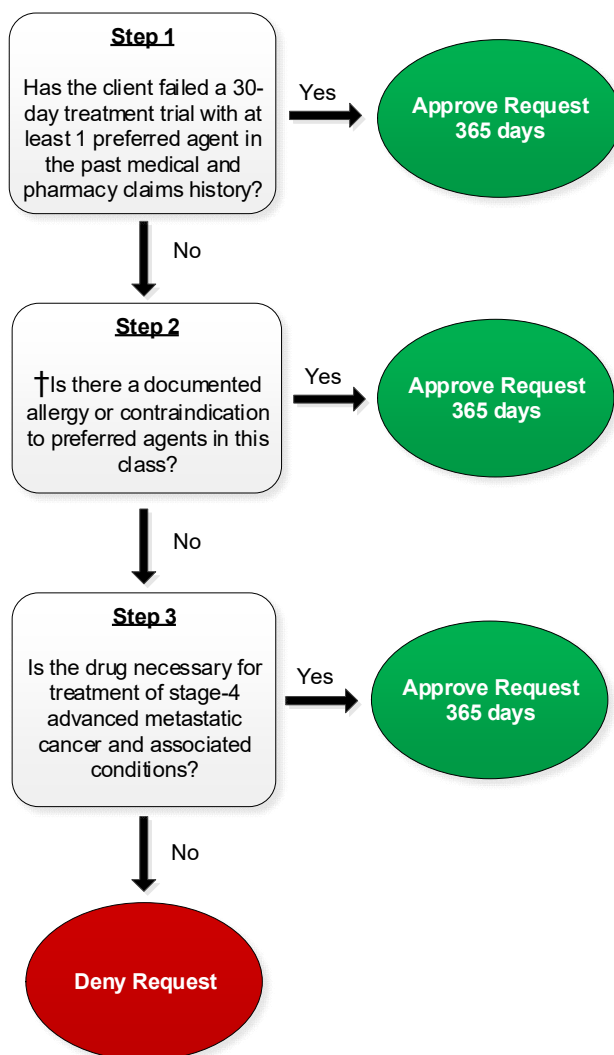 Step 1
Has the client failed a 30-
day treatment trial with at
least 1 preferred agent in
the past medical and
pharmacy claims history?
Yes
Approve Request
365 days
No
Step 2
†Is there a documented
allergy or contraindication
to preferred agents in this
class?
Yes
Approve Request
365 days
No
Step 3
Is the drug necessary for
treatment of stage-4
advanced metastatic
cancer and associated
conditions?
Yes
Approve Request
365 days
No
Deny Request